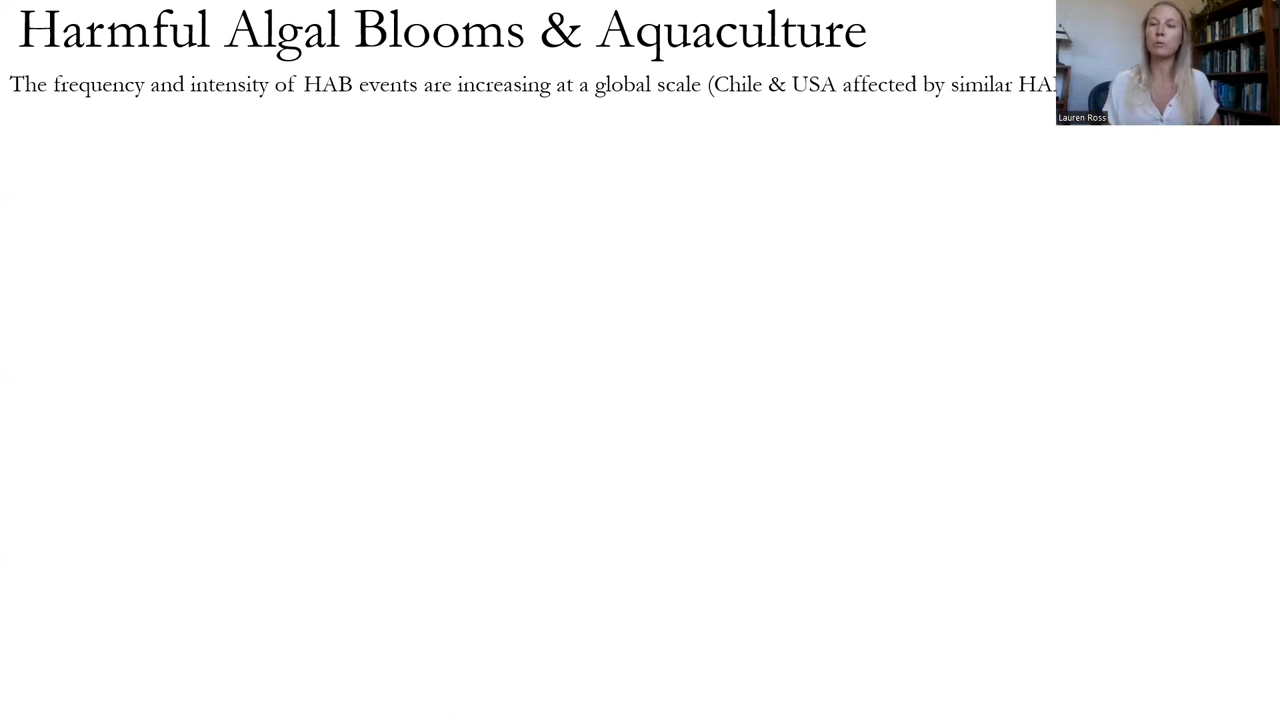 Harmful Algal Blooms & Aquaculture
The frequency and intensity of HAB events are increasing at a global scale (Chile & USA affected by similar
Lauren Ross